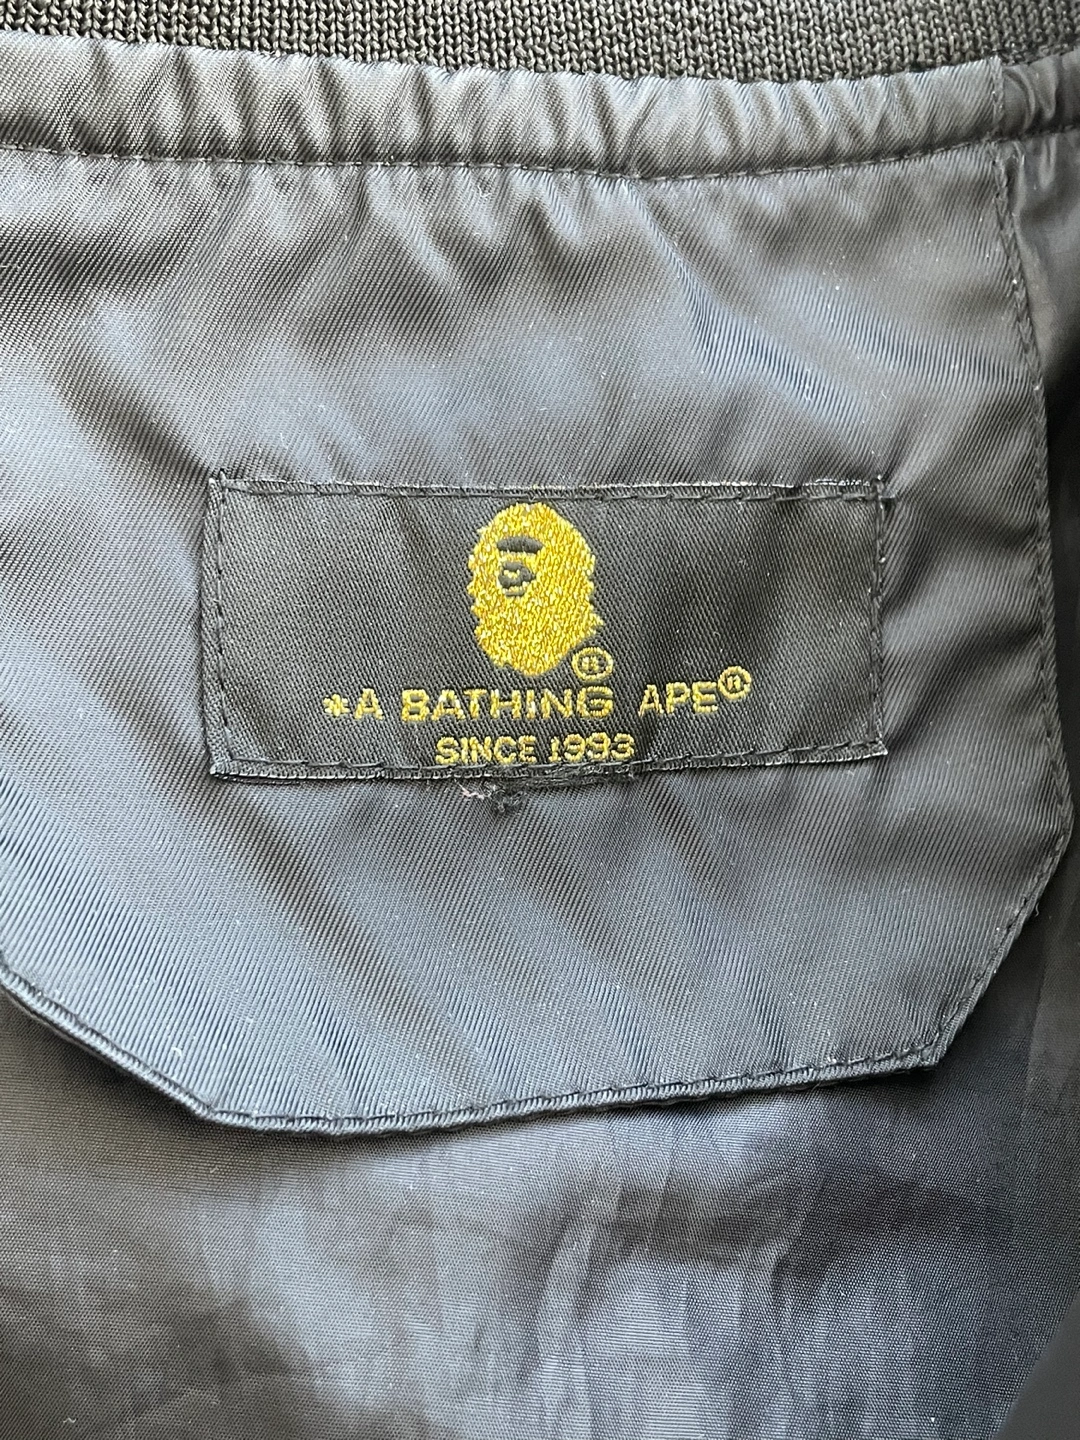 ®
*A BATHING APE®
SINCE 1993